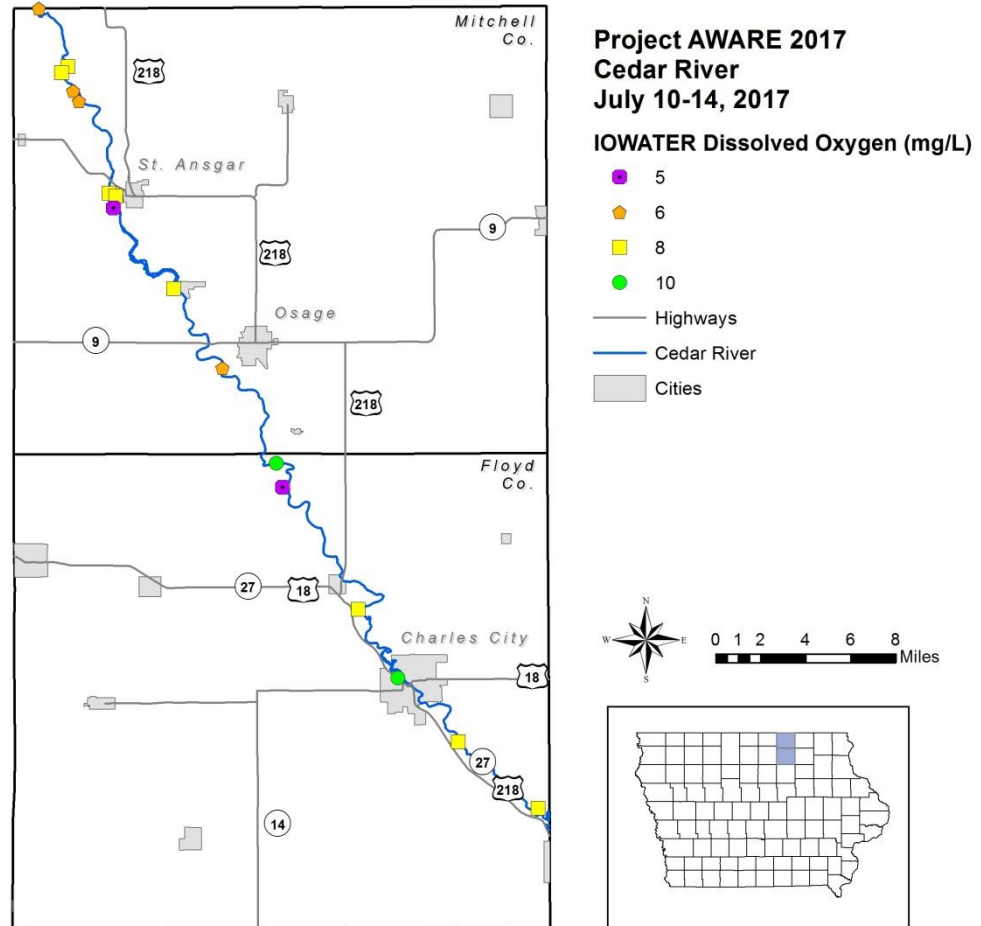 Mitchell
Co.
218
St. Ansgar
9
218
Osage
9
218
Floyd
Co.
27
18
Charles City
18
27
218
14
Project AWARE 2017
Cedar River
July 10-14, 2017
IOWATER Dissolved Oxygen (mg/L)
5
6
8
10
Highways
Cedar River
Cities
N
W
E
S
0 1 2 4 6 8
Miles